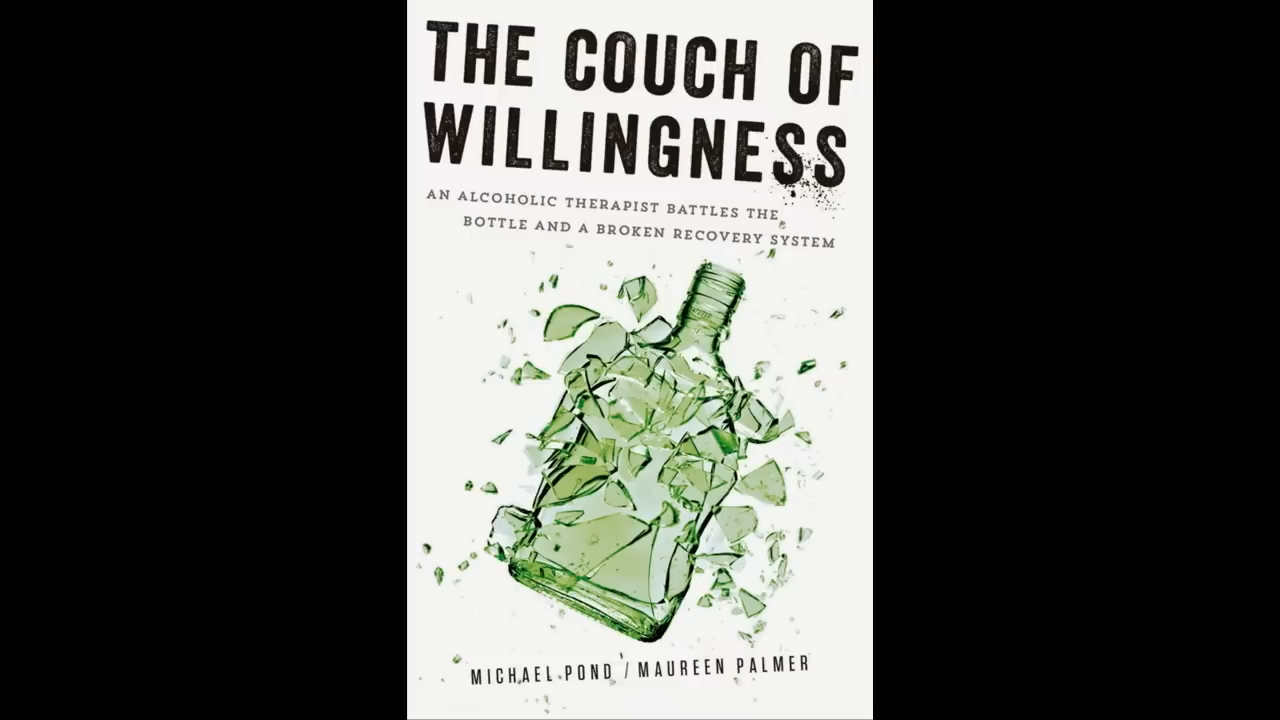 THE COUCH OF
WILLINGNESS
AN ALCOHOLIC THERAPIST BATTLES THE
BOTTLE AND A BROKEN RECOVERY SYSTEM
MICHAEL POND / MAUREEN PALMER